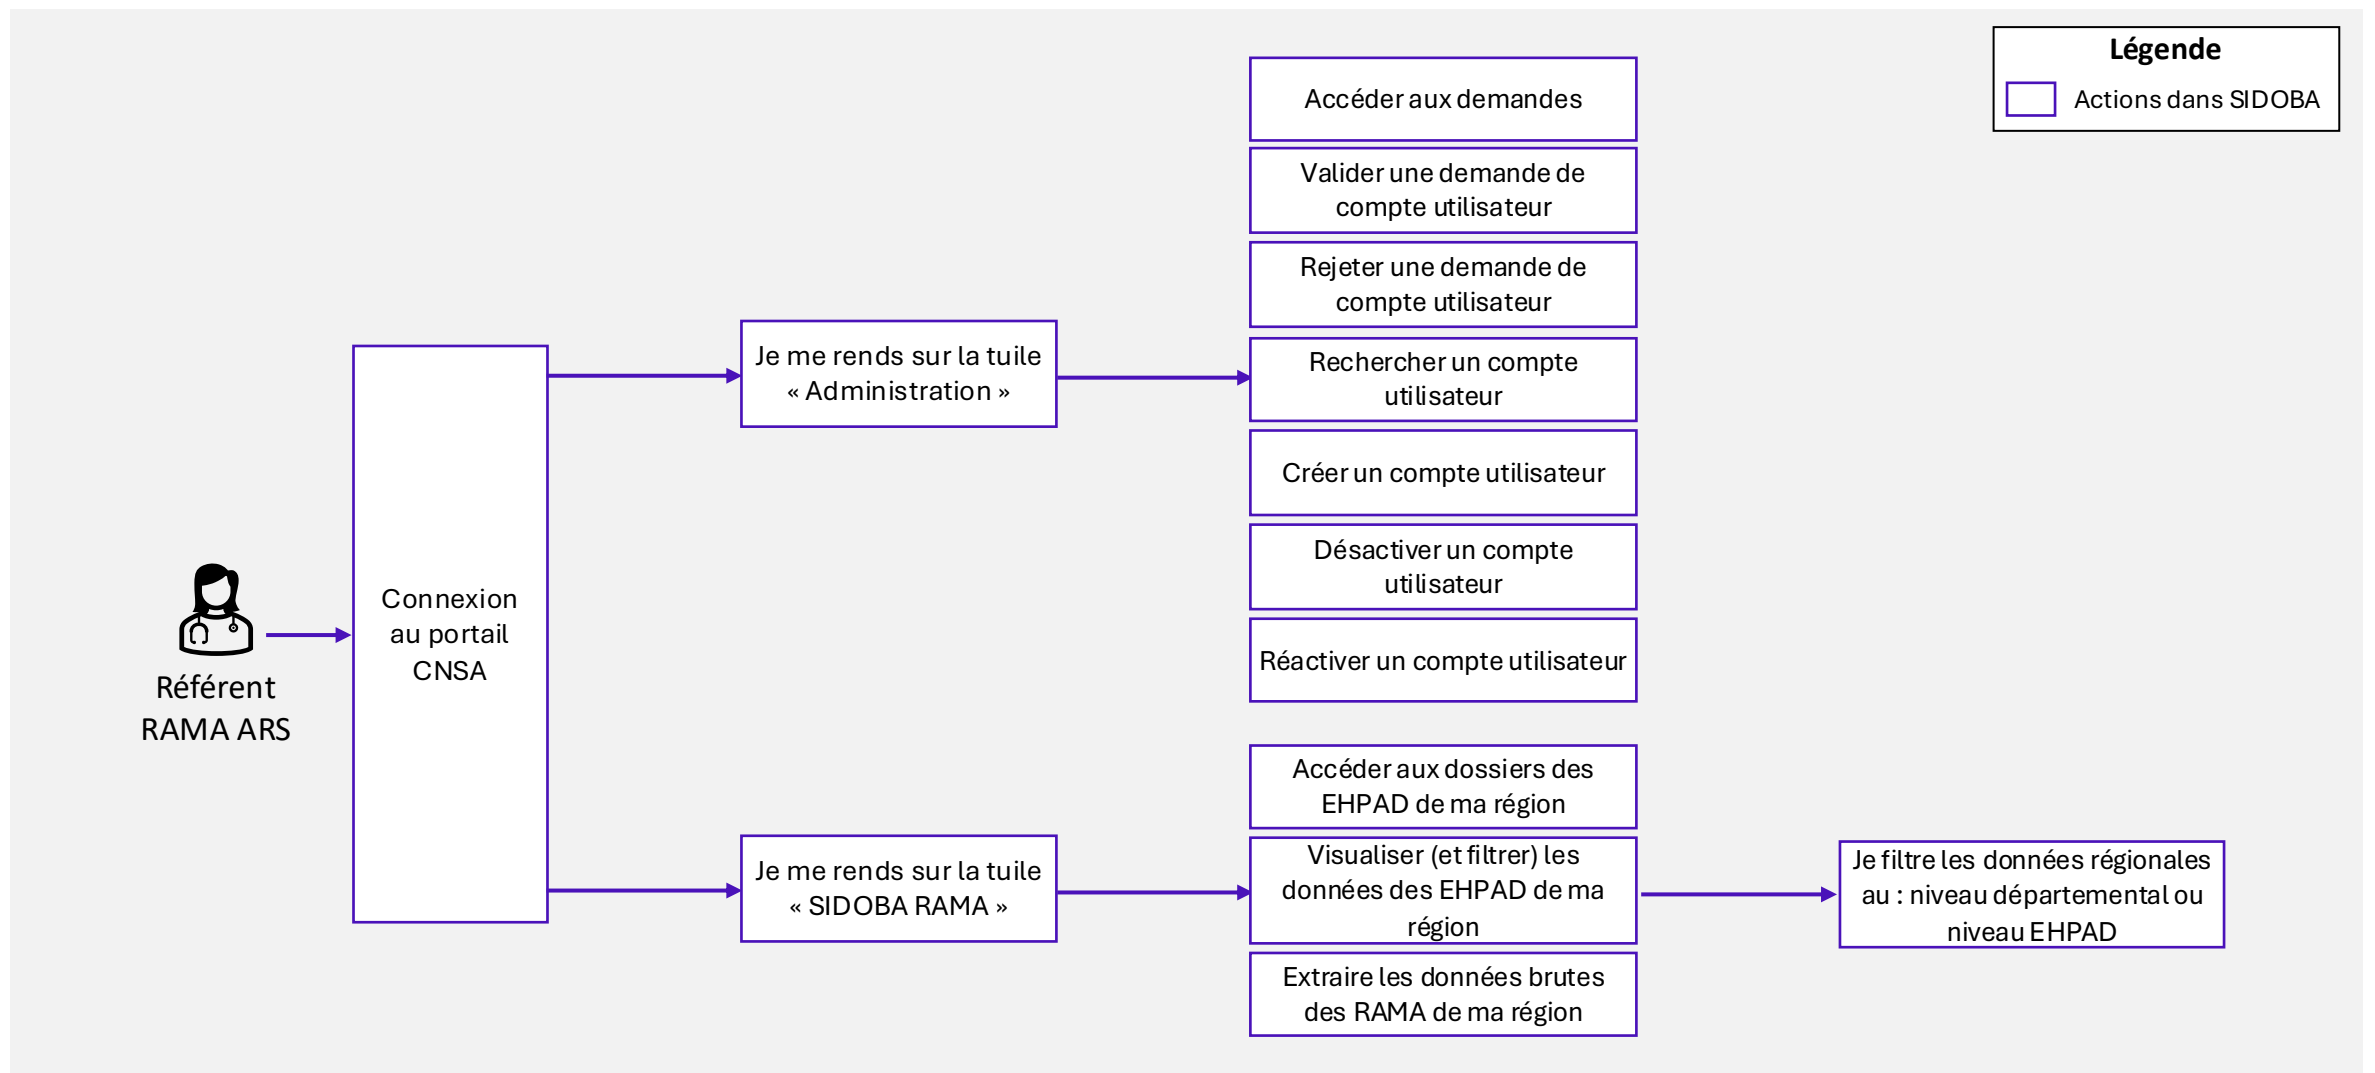 Légende
Actions dans SIDOBA
Référent
RAMA ARS
Connexion
au portail
CNSA
Je me rends sur la tuile
« Administration »
Accéder aux demandes
Valider une demande de
compte utilisateur
Rejeter une demande de
compte utilisateur
Rechercher un compte
utilisateur
Créer un compte utilisateur
Désactiver un compte
utilisateur
Réactiver un compte utilisateur
Je me rends sur la tuile
« SIDOBA RAMA »
Accéder aux dossiers des
EHPAD de ma région
Visualiser (et filtrer) les
données des EHPAD de ma
région
Extraire les données brutes
des RAMA de ma région
Je filtre les données régionales
au : niveau départemental ou
niveau EHPAD